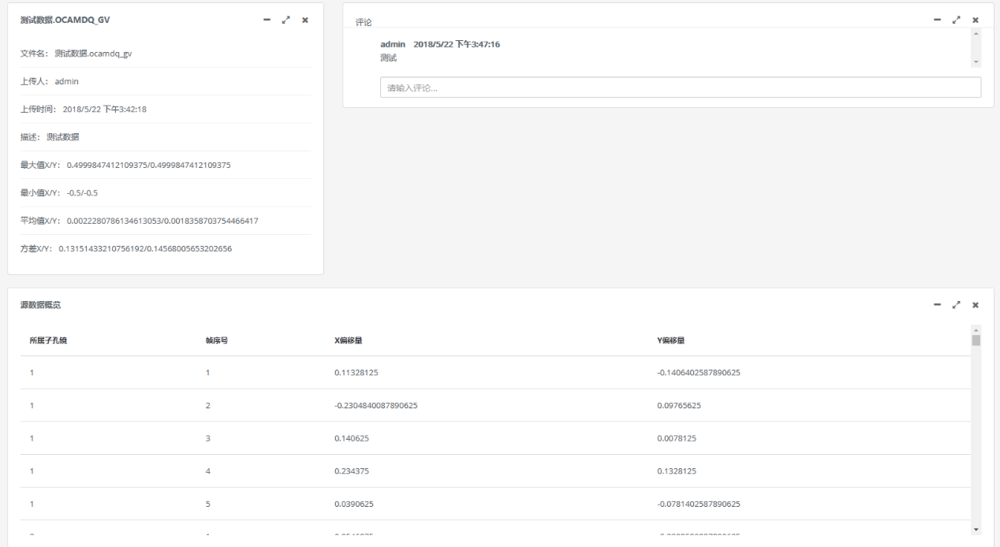 测试数据.OCAMDQ_GV
文件名： 测试数据.ocamdq_gv
上传人： admin
上传时间： 2018/5/22 下午3:42:18
描述： 测试数据
最大值X/Y： 0.4999847412109375/0.4999847412109375
最小值X/Y： -0.5/-0.5
平均值X/Y： 0.0022280786134613053/0.0018358703754466417
方差X/Y： 0.13151433210756192/0.14568005653202656
评论
admin 2018/5/22 下午3:47:16
测试
请输入评论...
源数据概览
所属子孔镜 帧序号 X偏移量 Y偏移量
1 1 0.11328125 -0.1406402587890625
1 2 -0.2304840087890625 0.09765625
1 3 0.140625 0.0078125
1 4 0.234375 0.1328125
1 5 0.0390625 -0.0781402587890625